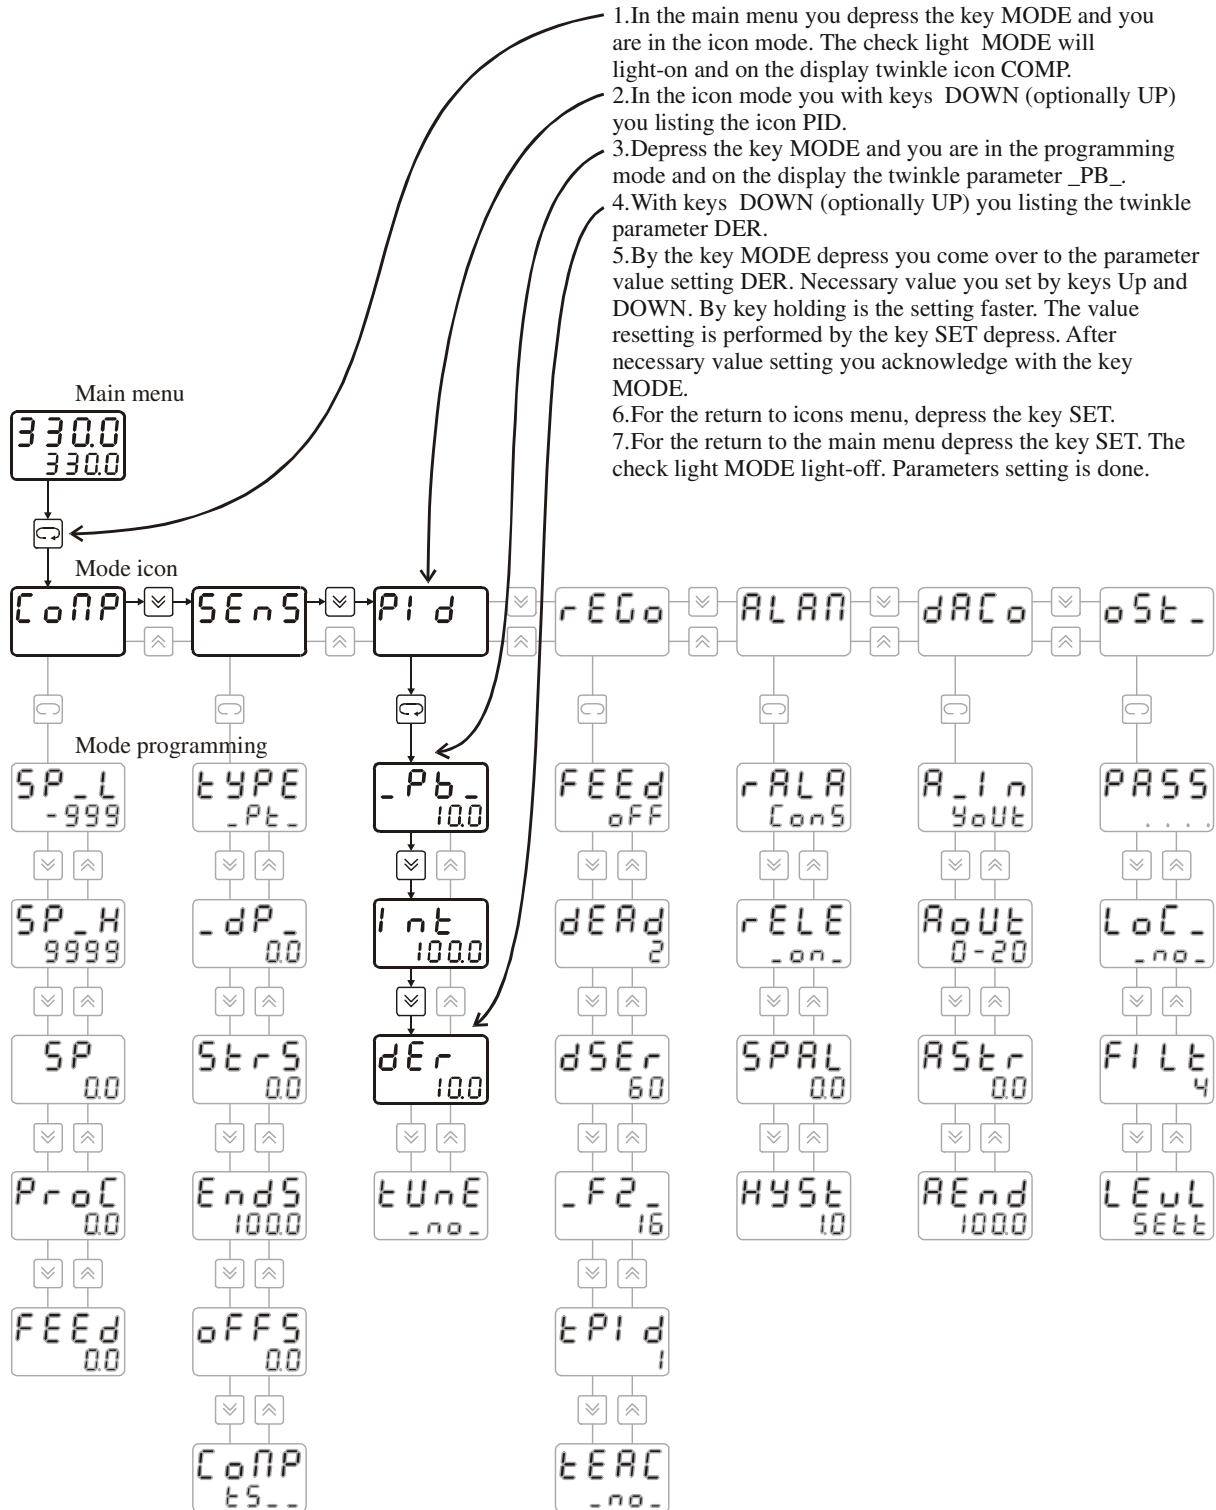 1.In the main menu you depress the key MODE and you
are in the icon mode. The check light  MODE will
light-on and on the display twinkle icon COMP.
2.In the icon mode you with keys  DOWN (optionally UP)
you listing the icon PID.
3.Depress the key MODE and you are in the programming
mode and on the display the twinkle parameter _PB_.
4.With keys  DOWN (optionally UP) you listing the twinkle
parameter DER.
5.By the key MODE depress you come over to the parameter
value setting DER. Necessary value you set by keys Up and
DOWN. By key holding is the setting faster. The value
resetting is performed by the key SET depress. After
necessary value setting you acknowledge with the key
MODE.
6.For the return to icons menu, depress the key SET.
7.For the return to the main menu depress the key SET. The
check light MODE light-off. Parameters setting is done.
Main menu
330.0
330.0
Mode icon
CoMP SEnS PId rEGo ALAM dACo oSt_
Mode programming
SP_L tYPE _Pb_ FEEd rALA A_In PASS
-999 _Pt_ 10.0 oFF ConS YoUt ....
SP_H _dP_ Int dEAd rELE AoUt LoC_
9999 0.0 100.0 2 _on_ 0-20 _no_
SP StrS dEr dSEr SPAL AStr FILt
0.0 0.0 10.0 60 0.0 0.0 4
ProC EndS tUnE _F2_ HYSt AEnd LEvL
0.0 100.0 _no_ 16 1.0 100.0 SEtt
FEEd oFFS tPId
0.0 0.0 1
CoMP tEAC
tS__ _no_